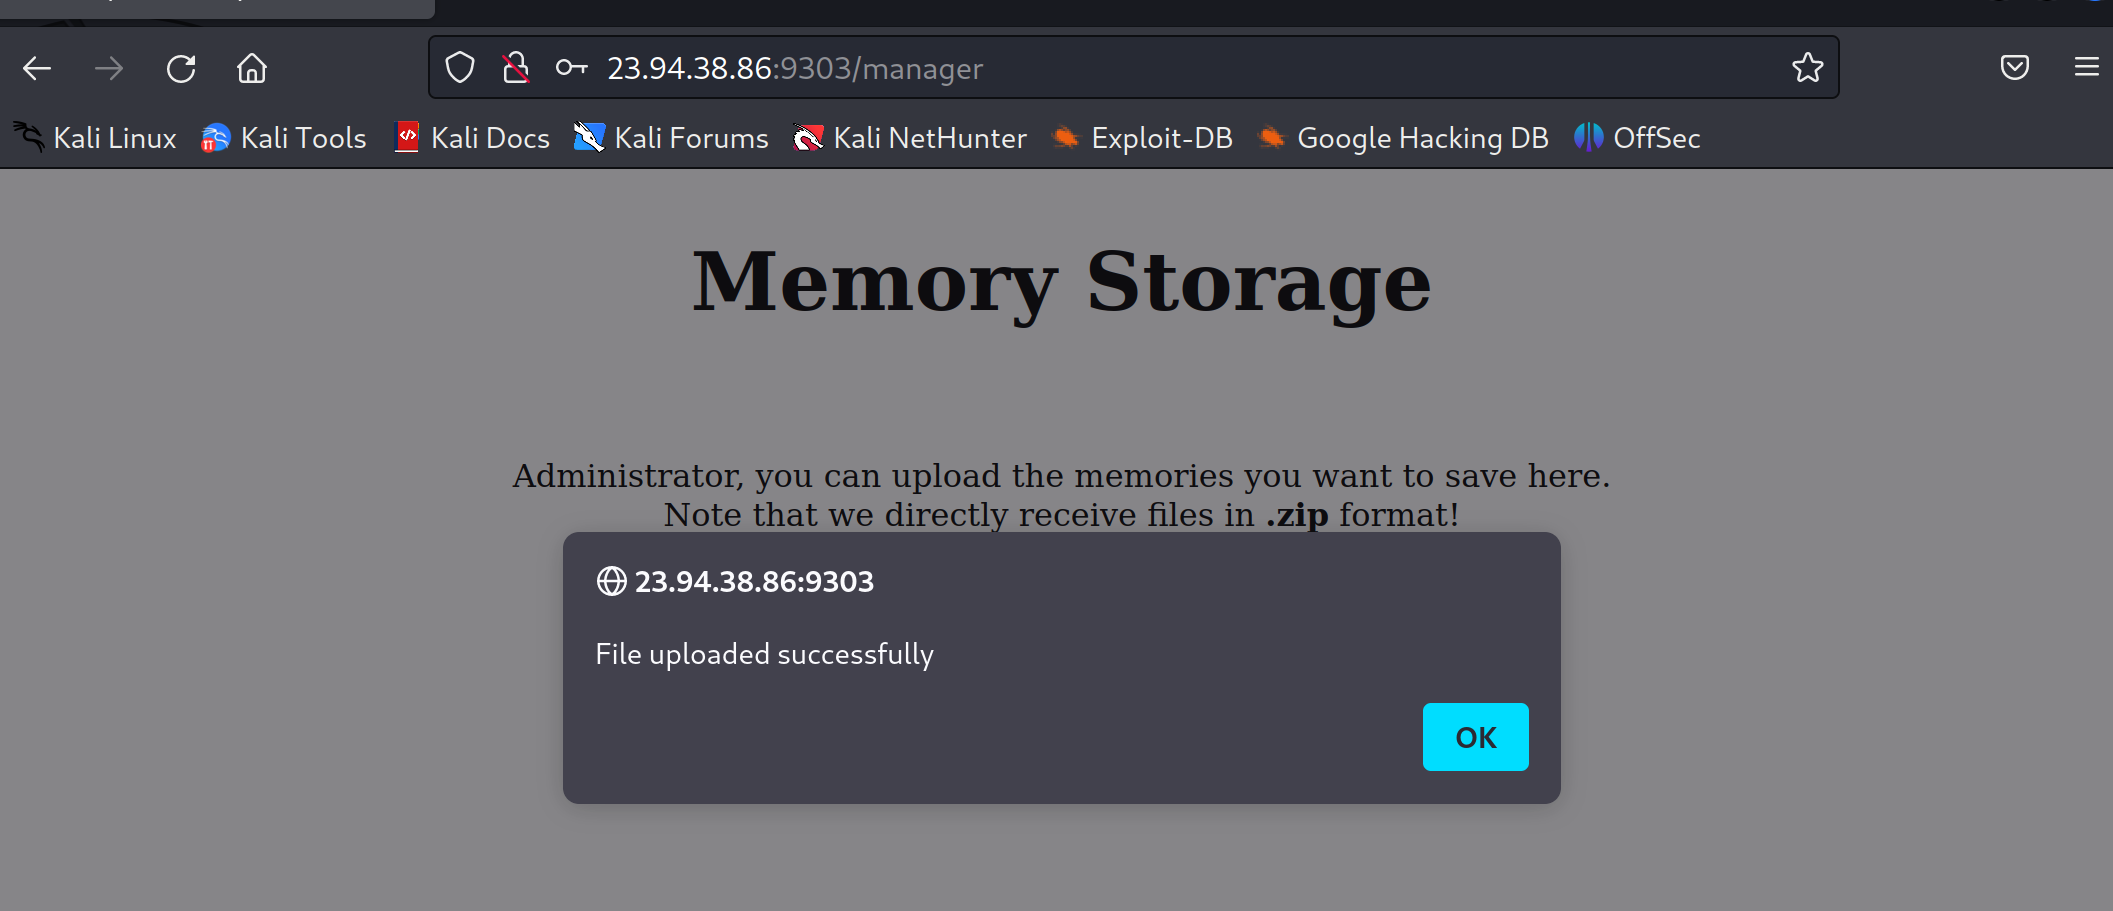 23.94.38.86:9303/manager
Kali Linux Kali Tools Kali Docs Kali Forums Kali NetHunter Exploit-DB Google Hacking DB OffSec
Memory Storage
Administrator, you can upload the memories you want to save here.
Note that we directly receive files in .zip format!
23.94.38.86:9303
File uploaded successfully
OK